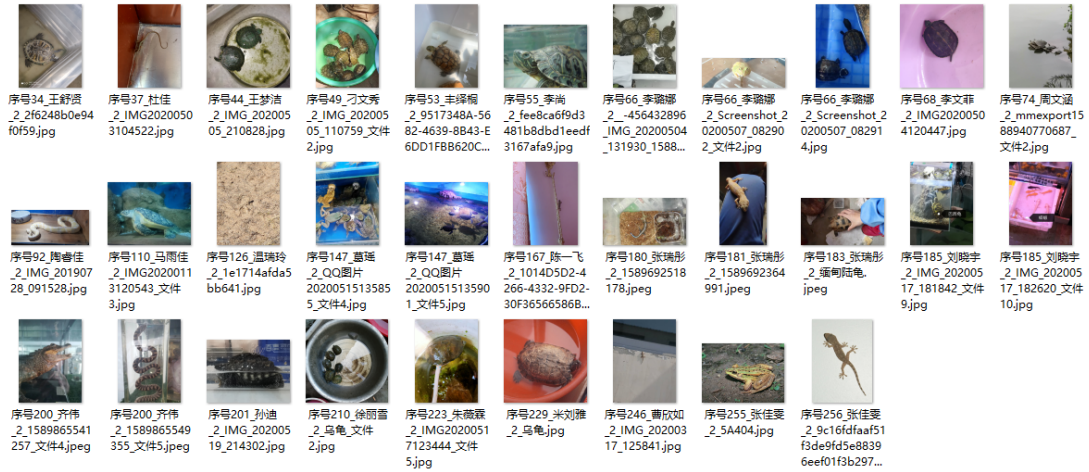 序号34_王舒贤
_2_2f6248b0e94
f0f59.jpg
序号37_杜佳
_2_IMG2020050
3104522.jpg
序号44_王梦洁
_2_IMG_2020050
5_210828.jpg
序号49_刁文秀
_2_IMG_2020050
5_110759_文件
2.jpg
序号53_丰绎桐
_2_9517348A-56
82-4639-8B43-E
6DD1FBB620C...
序号55_李尚
_2_fee8ca6f9d3
481b8dbd1eedf
3167afa9.jpg
序号66_李璐娜
_2__-456432896
_IMG_20200504
_131930_1588...
序号66_李璐娜
_2_Screenshot_2
0200507_08290
2_文件2.jpg
序号66_李璐娜
_2_Screenshot_2
0200507_08291
4.jpg
序号68_李文菲
_2_IMG2020050
4120447.jpg
序号74_周文涵
_2_mmexport15
88940770687_
文件2.jpg
序号92_陶睿佳
_2_IMG_201907
28_091528.jpg
序号110_马雨佳
_2_IMG2020011
3120543_文件
3.jpg
序号126_温瑞玲
_2_1e1714afda5
bb641.jpg
序号147_葛瑶
_2_QQ图片
2020051513585
5_文件4.jpg
序号147_葛瑶
_2_QQ图片
2020051513590
1_文件5.jpg
序号167_陈一飞
_2_1014D5D2-4
266-4332-9FD2-
30F36566586B...
序号180_张瑞彤
_2_1589692518
178.jpeg
序号181_张瑞彤
_2_1589692364
991.jpeg
序号183_张瑞彤
_2_缅甸陆龟.
jpeg
序号185_刘晓宇
_2_IMG_202005
17_181842_文件
9.jpg
序号185_刘晓宇
_2_IMG_202005
17_182620_文件
10.jpg
序号200_齐伟
_2_1589865541
257_文件4.jpeg
序号200_齐伟
_2_1589865549
355_文件5.jpeg
序号201_孙迪
_2_IMG_202005
19_214302.jpg
序号210_徐丽雪
_2_乌龟_文件
2.jpg
序号223_朱薇霖
_2_IMG2020051
7123444_文件
5.jpg
序号229_米刘雅
_2_乌龟.jpg
序号246_曹欣如
_2_IMG_202003
17_125841.jpg
序号255_张佳雯
_2_5A404.jpg
序号256_张佳雯
_2_9c16fdfaaf51
f3de9fd5e8839
6eef01f3b297...